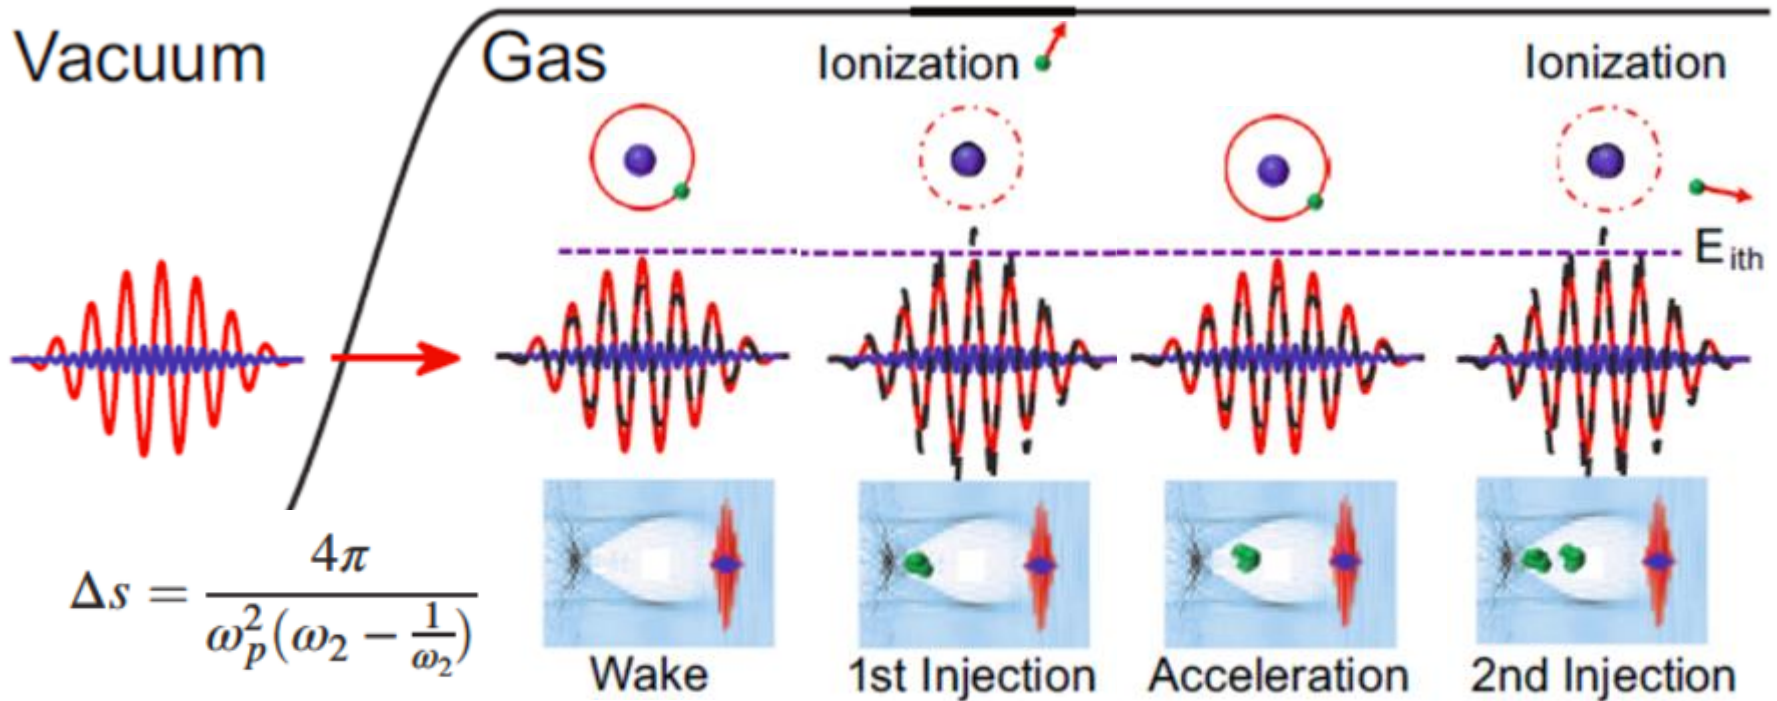 Vacuum
Gas
Ionization
Ionization
E_ith
Δs = 4π / ω_p^2(ω_2 − 1/ω_2)
Wake
1st Injection
Acceleration
2nd Injection